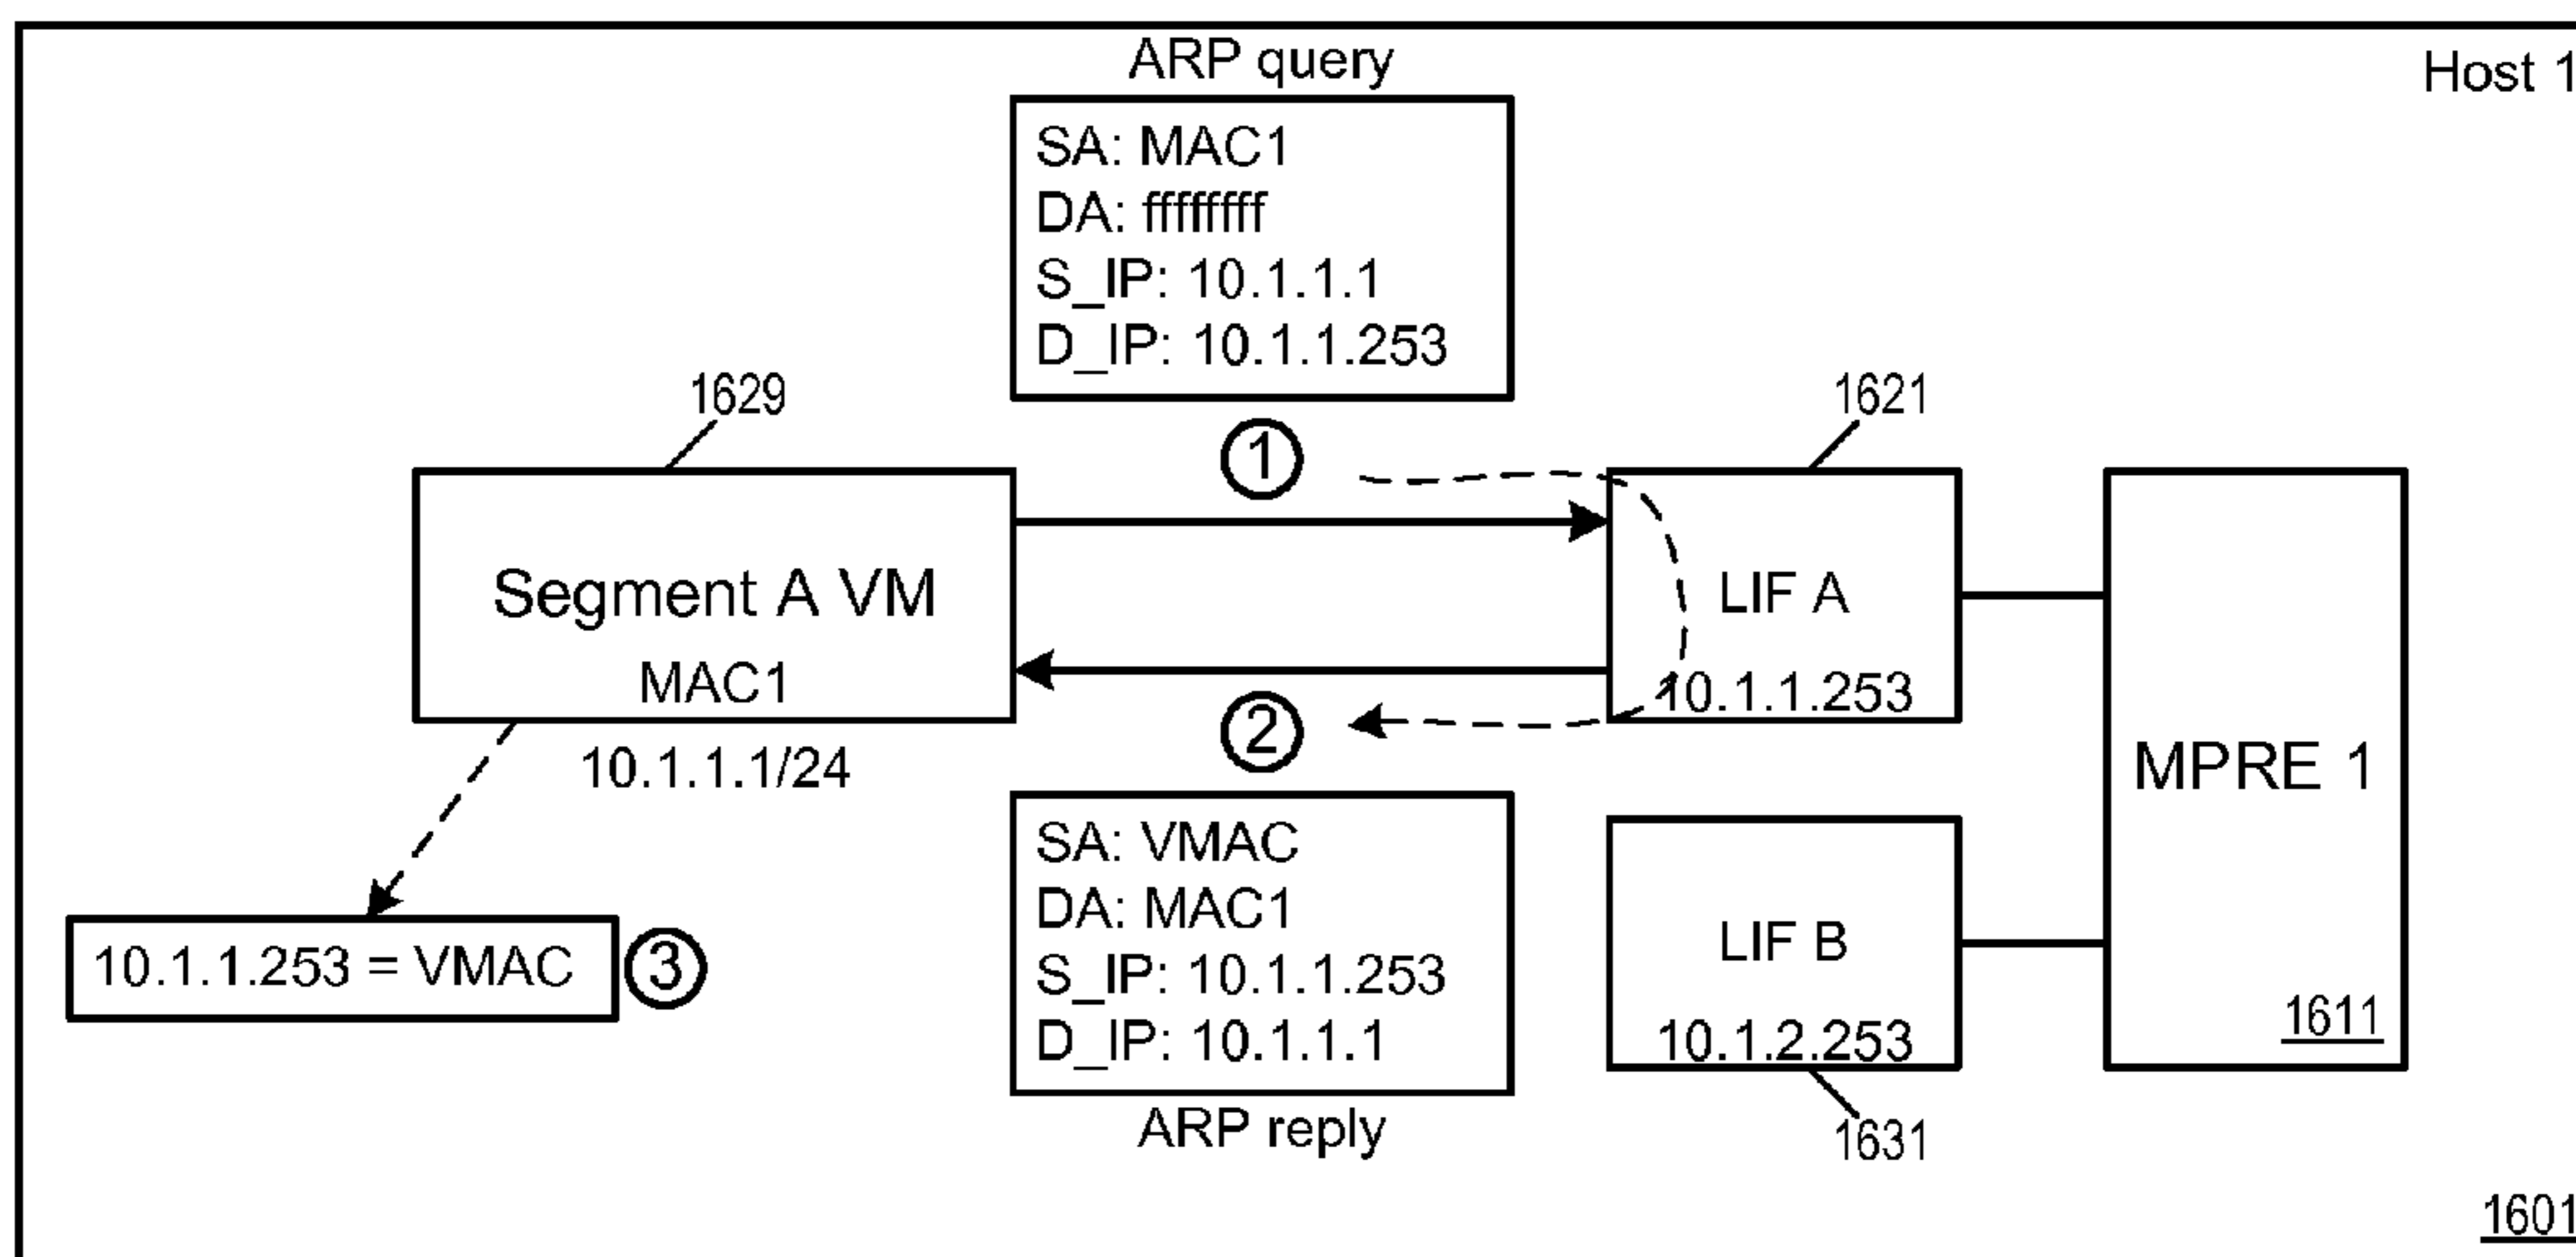 ARP query
Host 1
SA: MAC1
DA: fffffffff
S_IP: 10.1.1.1
D_IP: 10.1.1.253
1629
1621
1
Segment A VM
MAC1
10.1.1.1/24
LIF A
10.1.1.253
MPRE 1
1611
2
SA: VMAC
DA: MAC1
S_IP: 10.1.1.253
D_IP: 10.1.1.1
ARP reply
10.1.1.253 = VMAC
3
LIF B
10.1.2.253
1631
1601